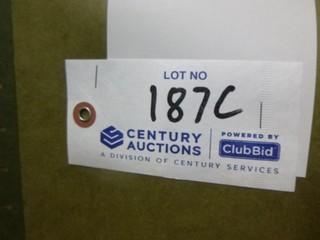 LOT NO
187C
CENTURY AUCTIONS
POWERED BY
ClubBid
A DIVISION OF CENTURY SERVICES